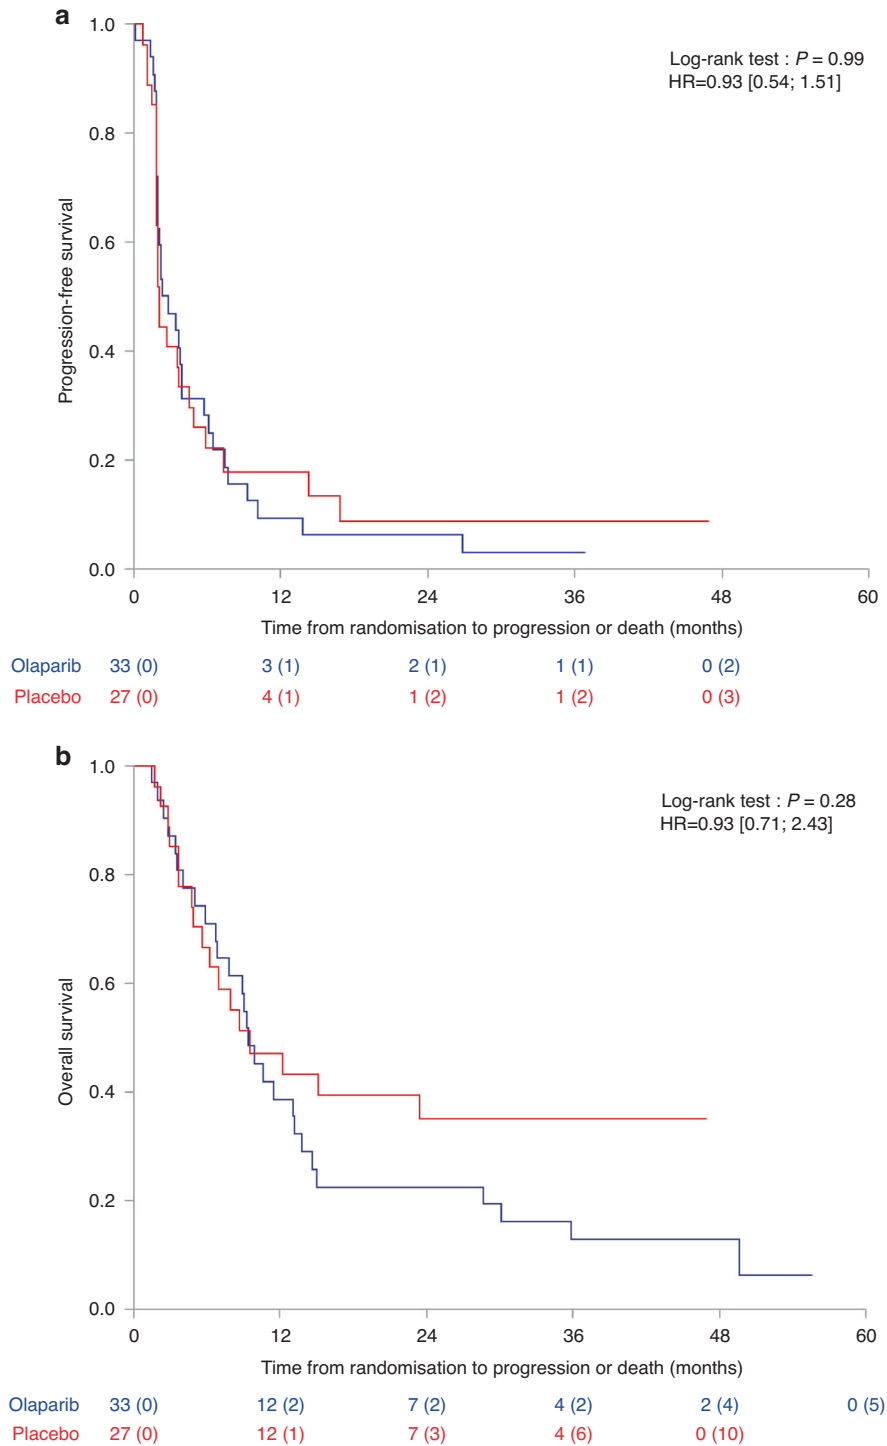 a
Log-rank test : P = 0.99
HR=0.93 [0.54; 1.51]
Progression-free survival
1.0
0.8
0.6
0.4
0.2
0.0
0 12 24 36 48 60
Time from randomisation to progression or death (months)
Olaparib 33 (0) 3 (1) 2 (1) 1 (1) 0 (2)
Placebo 27 (0) 4 (1) 1 (2) 1 (2) 0 (3)
b
Log-rank test : P = 0.28
HR=0.93 [0.71; 2.43]
Overall survival
1.0
0.8
0.6
0.4
0.2
0.0
0 12 24 36 48 60
Time from randomisation to progression or death (months)
Olaparib 33 (0) 12 (2) 7 (2) 4 (2) 2 (4) 0 (5)
Placebo 27 (0) 12 (1) 7 (3) 4 (6) 0 (10)